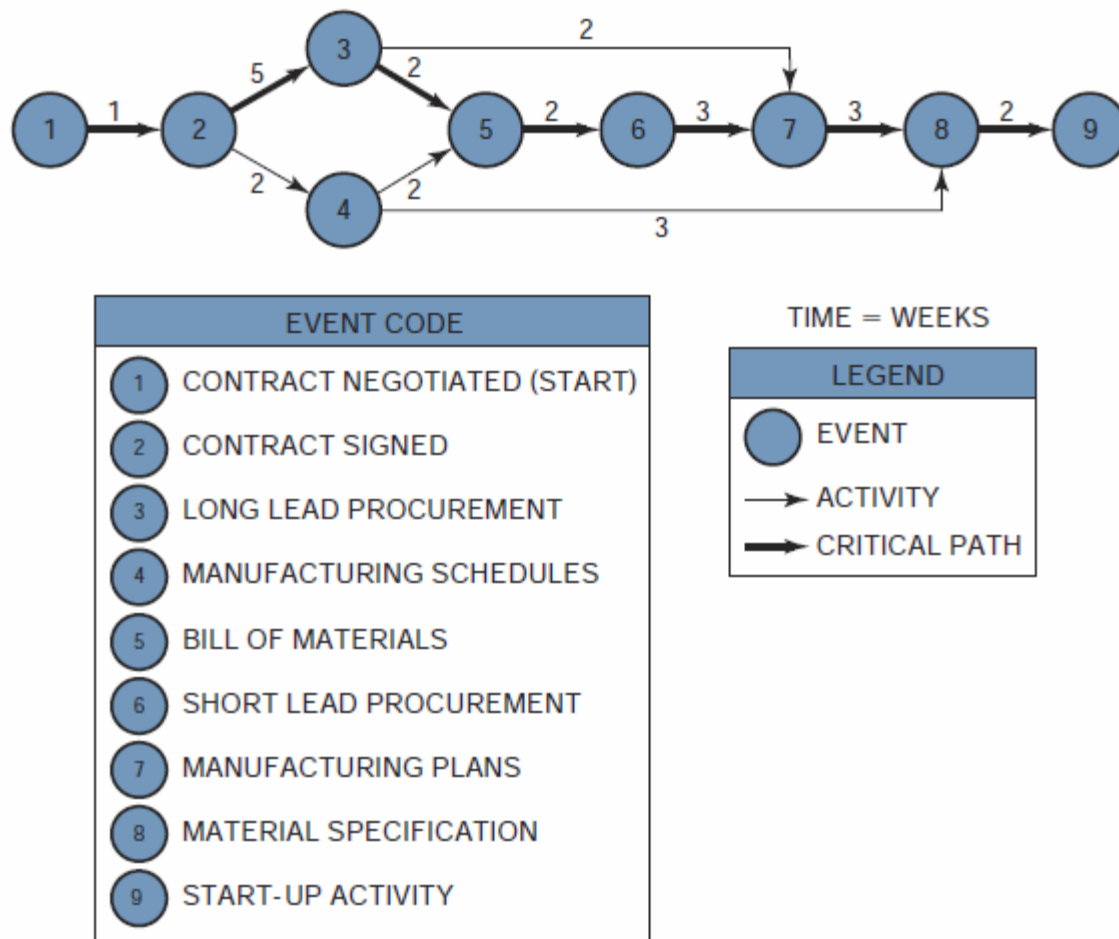 2
3
5
2
1
1
2
5
2
6
3
7
3
8
2
9
2
2
4
3
EVENT CODE
1 CONTRACT NEGOTIATED (START)
2 CONTRACT SIGNED
3 LONG LEAD PROCUREMENT
4 MANUFACTURING SCHEDULES
5 BILL OF MATERIALS
6 SHORT LEAD PROCUREMENT
7 MANUFACTURING PLANS
8 MATERIAL SPECIFICATION
9 START-UP ACTIVITY
TIME = WEEKS
LEGEND
EVENT
ACTIVITY
CRITICAL PATH